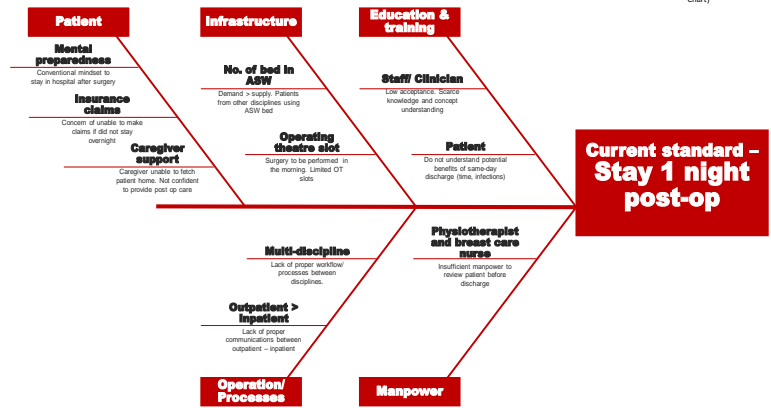 chart)
Patient
Infrastructure
Education &
training
Mental
preparedness
Conventional mindset to
stay in hospital after surgery
Insurance
claims
Concern of unable to make
claims if did not stay
overnight
Caregiver
support
Caregiver unable to fetch
patient home. Not confident
to provide post op care
No. of bed in
ASW
Demand > supply. Patients
from other disciplines using
ASW bed
Operating
theatre slot
Surgery to be performed in
the morning. Limited OT
slots
Staff/ Clinician
Low acceptance. Scarce
knowledge and concept
understanding
Patient
Do not understand potential
benefits of same-day
discharge (time, infections)
Current standard –
Stay 1 night
post-op
Multi-discipline
Lack of proper workflow/
processes between
disciplines.
Outpatient >
Inpatient
Lack of proper
communications between
outpatient – inpatient
Physiotherapist
and breast care
nurse
Insufficient manpower to
review patient before
discharge
Operation/
Processes
Manpower